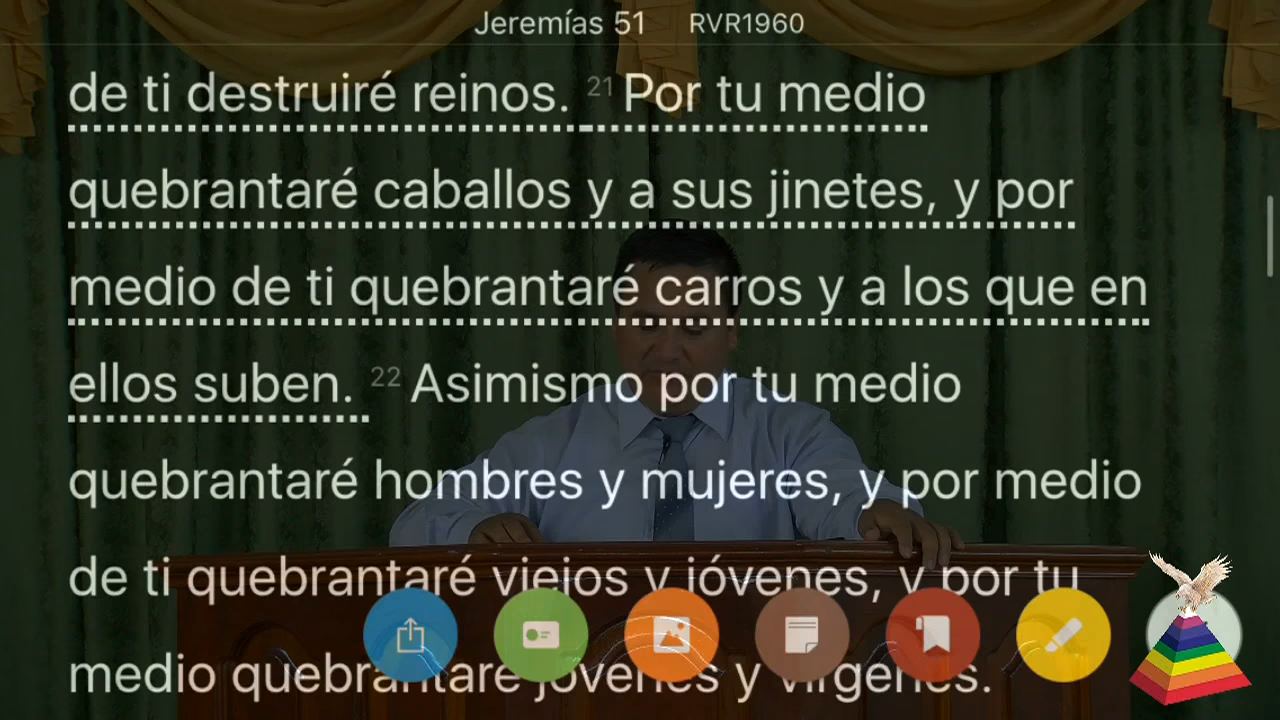 Jeremías 51 RVR1960
de ti destruiré reinos. 21 Por tu medio
quebrantaré caballos y a sus jinetes, y por
medio de ti quebrantaré carros y a los que en
ellos suben. 22 Asimismo por tu medio
quebrantaré hombres y mujeres, y por medio
de ti quebrantaré viejos y jóvenes, y por tu
medio quebrantaré jóvenes y vírgenes.